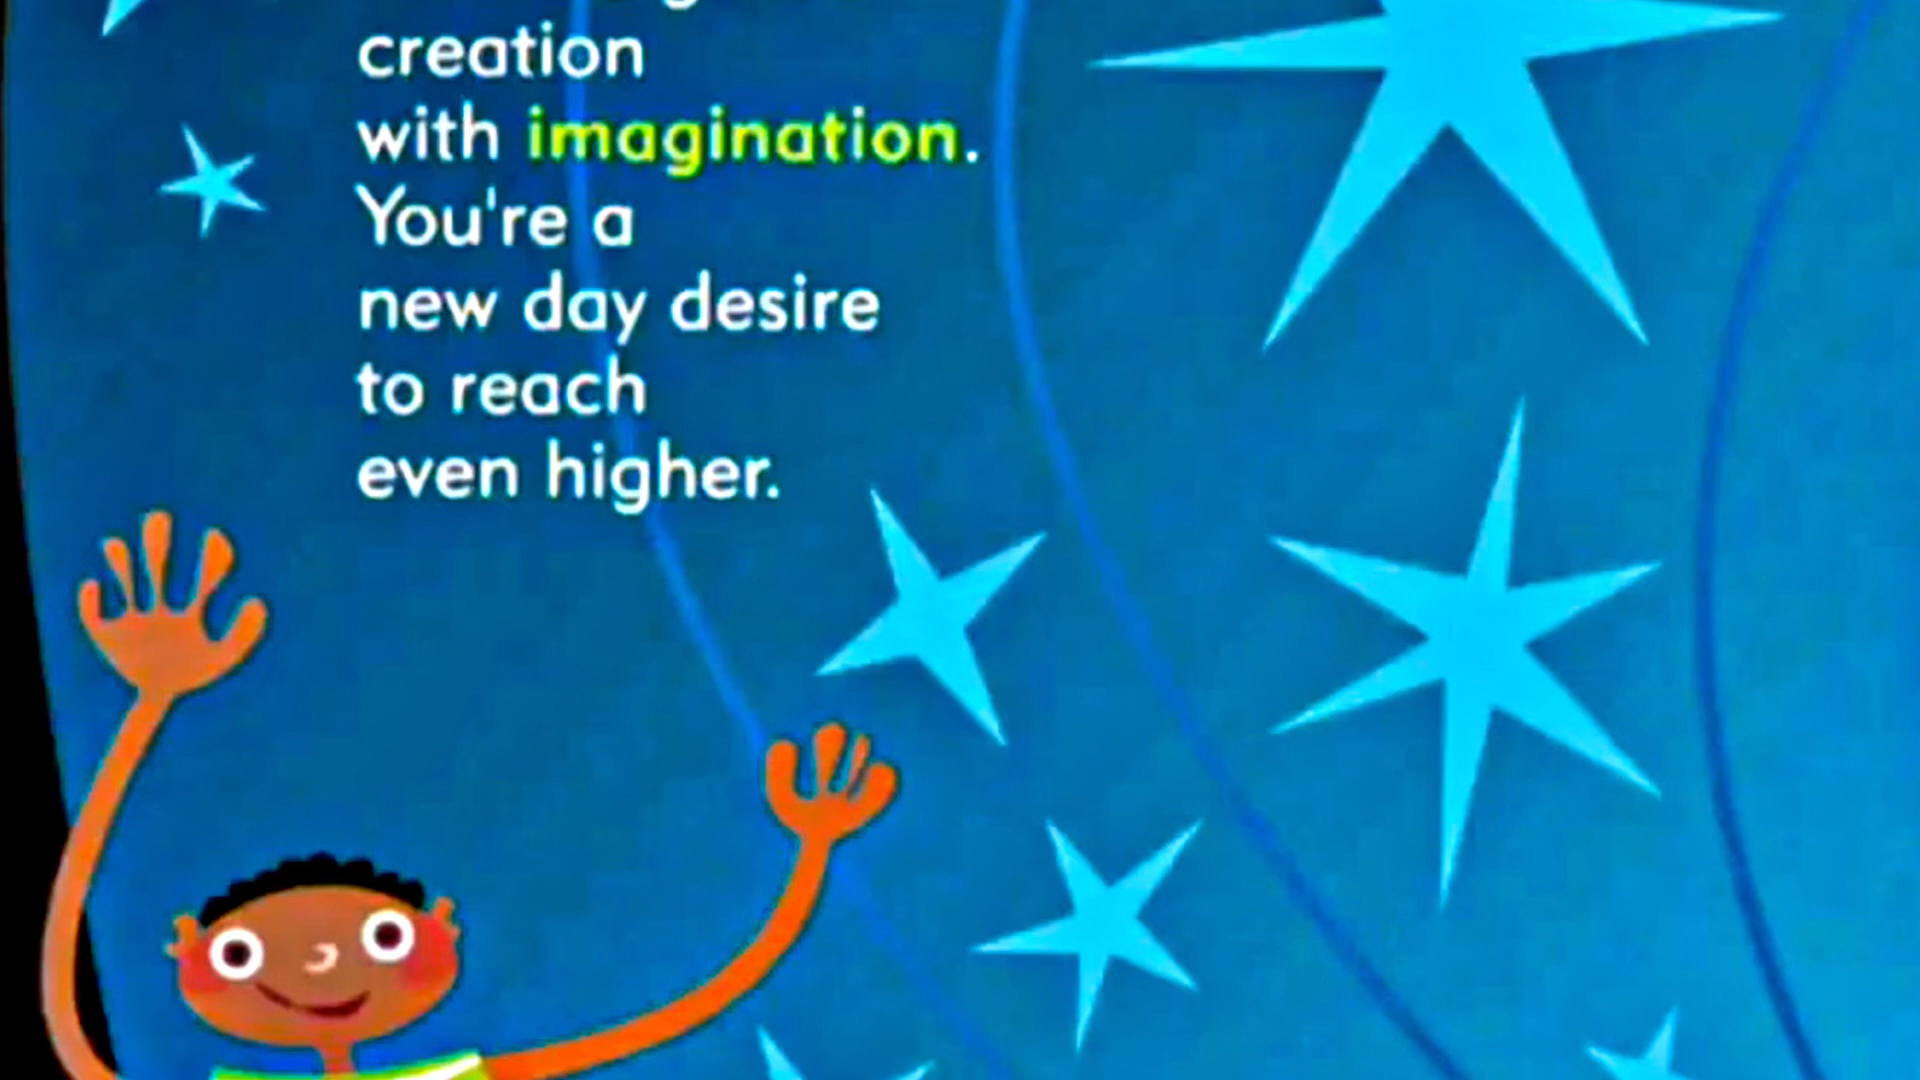 creation
with imagination.
You're a
new day desire
to reach
even higher.